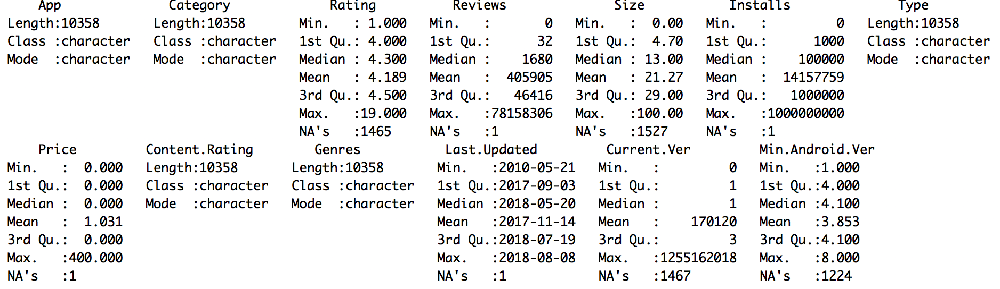 App              Category             Rating          Reviews              Size           Installs              Type
Length:10358       Length:10358       Min.   : 1.000   Min.   :       0   Min.   :  0.00   Min.   :         0   Length:10358
Class :character   Class :character   1st Qu.: 4.000   1st Qu.:      32   1st Qu.:  4.70   1st Qu.:      1000   Class :character
Mode  :character   Mode  :character   Median : 4.300   Median :    1680   Median : 13.00   Median :    100000   Mode  :character
                                      Mean   : 4.189   Mean   :  405905   Mean   : 21.27   Mean   :  14157759
                                      3rd Qu.: 4.500   3rd Qu.:   46416   3rd Qu.: 29.00   3rd Qu.:   1000000
                                      Max.   :19.000   Max.   :78158306   Max.   :100.00   Max.   :1000000000
                                      NA's   :1465     NA's   :1          NA's   :1527     NA's   :1
    Price         Content.Rating        Genres           Last.Updated         Current.Ver         Min.Android.Ver
Min.   :  0.000   Length:10358       Length:10358       Min.   :2010-05-21   Min.   :         0   Min.   :1.000
1st Qu.:  0.000   Class :character   Class :character   1st Qu.:2017-09-03   1st Qu.:         1   1st Qu.:4.000
Median :  0.000   Mode  :character   Mode  :character   Median :2018-05-20   Median :         1   Median :4.100
Mean   :  1.031                                         Mean   :2017-11-14   Mean   :    170120   Mean   :3.853
3rd Qu.:  0.000                                         3rd Qu.:2018-07-19   3rd Qu.:         3   3rd Qu.:4.100
Max.   :400.000                                         Max.   :2018-08-08   Max.   :1255162018   Max.   :8.000
NA's   :1                                               NA's   :1            NA's   :1467         NA's   :1224